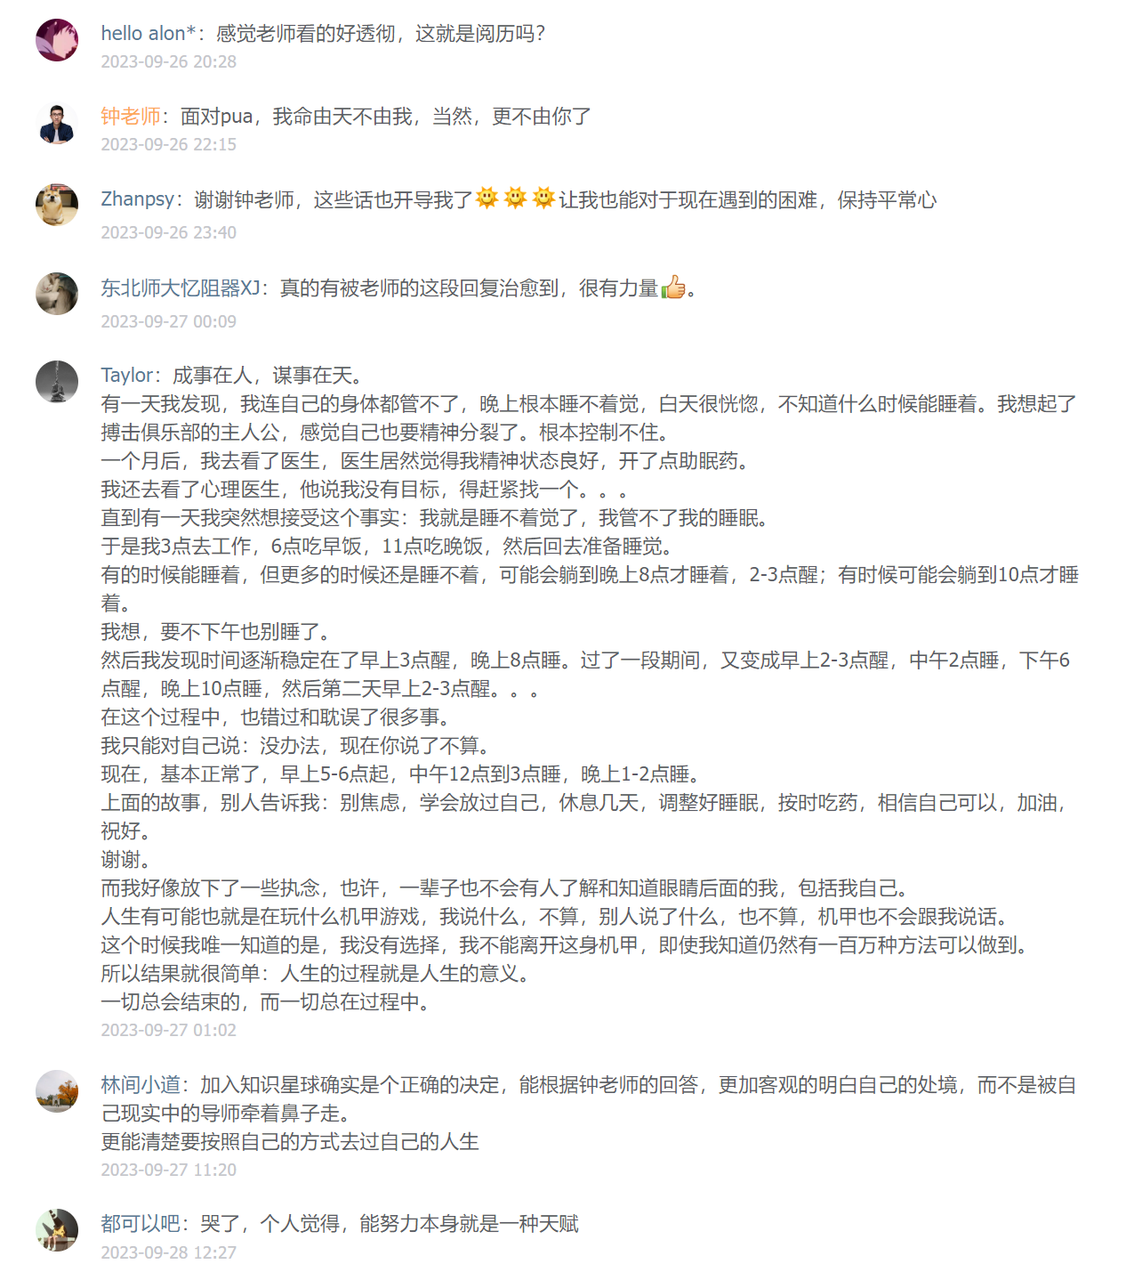 hello alon*：感觉老师看的好透彻，这就是阅历吗？
2023-09-26 20:28
钟老师：面对pua，我命由天不由我，当然，更不由你了
2023-09-26 22:15
Zhanpsy：谢谢钟老师，这些话也开导我了🌞🌞🌞让我也能对于现在遇到的困难，保持平常心
2023-09-26 23:40
东北师大忆阻器XJ：真的有被老师的这段回复治愈到，很有力量👍。
2023-09-27 00:09
Taylor：成事在人，谋事在天。
有一天我发现，我连自己的身体都管不了，晚上根本睡不着觉，白天很恍惚，不知道什么时候能睡着。我想起了
搏击俱乐部的主人公，感觉自己也要精神分裂了。根本控制不住。
一个月后，我去看了医生，医生居然觉得我精神状态良好，开了点助眠药。
我还去看了心理医生，他说我没有目标，得赶紧找一个。。。
直到有一天我突然想接受这个事实：我就是睡不着觉了，我管不了我的睡眠。
于是我3点去工作，6点吃早饭，11点吃晚饭，然后回去准备睡觉。
有的时候能睡着，但更多的时候还是睡不着，可能会躺到晚上8点才睡着，2-3点醒；有时候可能会躺到10点才睡
着。
我想，要不下午也别睡了。
然后我发现时间逐渐稳定在了早上3点醒，晚上8点睡。过了一段期间，又变成早上2-3点醒，中午2点睡，下午6
点醒，晚上10点睡，然后第二天早上2-3点醒。。。
在这个过程中，也错过和耽误了很多事。
我只能对自己说：没办法，现在你说了不算。
现在，基本正常了，早上5-6点起，中午12点到3点睡，晚上1-2点睡。
上面的故事，别人告诉我：别焦虑，学会放过自己，休息几天，调整好睡眠，按时吃药，相信自己可以，加油，
祝好。
谢谢。
而我好像放下了一些执念，也许，一辈子也不会有人了解和知道眼睛后面的我，包括我自己。
人生有可能也就是在玩什么机甲游戏，我说什么，不算，别人说了什么，也不算，机甲也不会跟我说话。
这个时候我唯一知道的是，我没有选择，我不能离开这身机甲，即使我知道仍然有一百万种方法可以做到。
所以结果就很简单：人生的过程就是人生的意义。
一切总会结束的，而一切总在过程中。
2023-09-27 01:02
林间小道：加入知识星球确实是个正确的决定，能根据钟老师的回答，更加客观的明白自己的处境，而不是被自
己现实中的导师牵着鼻子走。
更能清楚要按照自己的方式去过自己的人生
2023-09-27 11:20
都可以吧：哭了，个人觉得，能努力本身就是一种天赋
2023-09-28 12:27